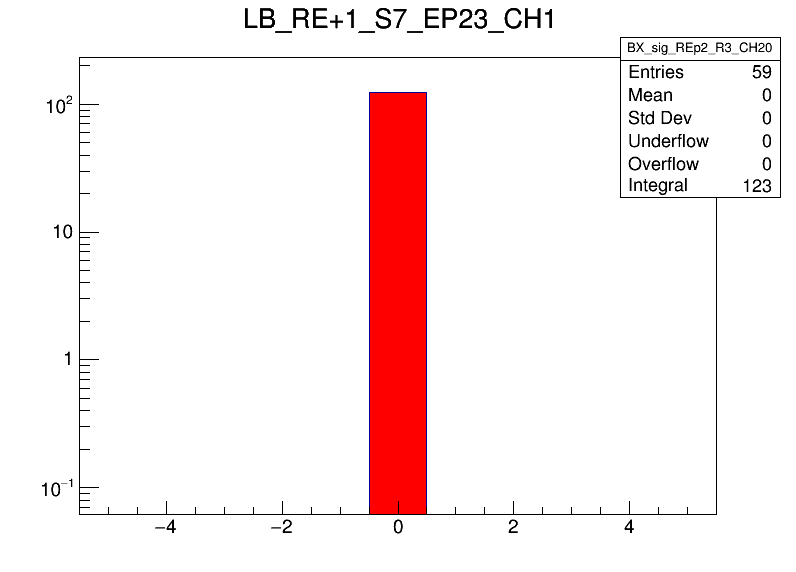 LB_RE+1_S7_EP23_CH1
BX_sig_REp2_R3_CH20
Entries 59
Mean 0
Std Dev 0
Underflow 0
Overflow 0
Integral 123
10²
10
1
10⁻¹
−4 −2 0 2 4